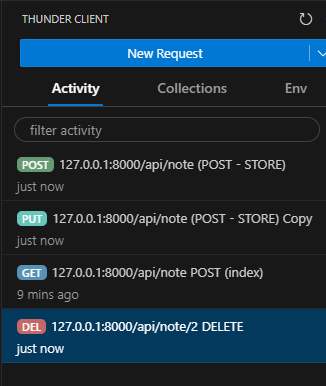 THUNDER CLIENT
New Request
Activity Collections Env
filter activity
POST 127.0.0.1:8000/api/note (POST - STORE)
just now
PUT 127.0.0.1:8000/api/note (POST - STORE) Copy
just now
GET 127.0.0.1:8000/api/note POST (index)
9 mins ago
DEL 127.0.0.1:8000/api/note/2 DELETE
just now